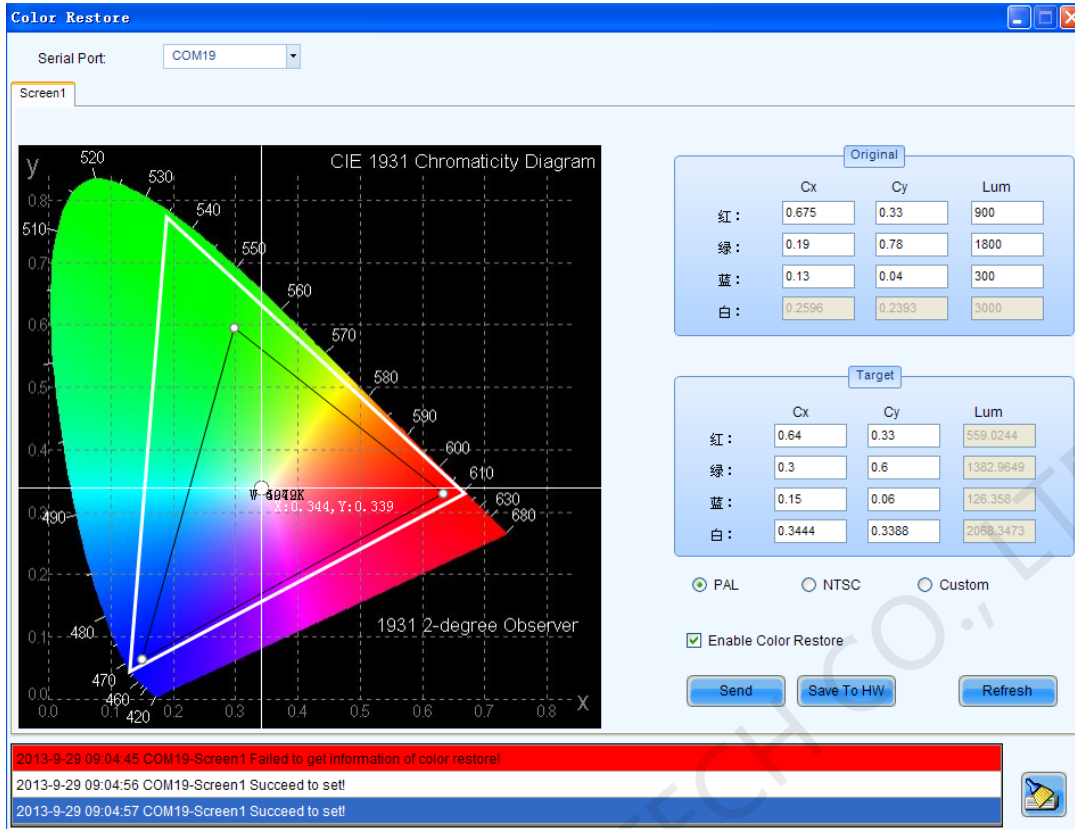 Color Restore
Serial Port: COM19
Screen1
CIE 1931 Chromaticity Diagram
y
520
530
540
510
550
560
570
580
590
600
610
630
680
490
480
470
460
420
0.8
0.7
0.6
0.5
0.4
0.2
0.1
0.0
X:0.344,Y:0.339
1931 2-degree Observer
0.0 0.1 0.2 0.3 0.4 0.5 0.6 0.7 0.8 X
Original
Cx Cy Lum
红： 0.675 0.33 900
绿： 0.19 0.78 1800
蓝： 0.13 0.04 300
白： 0.2596 0.2393 3000
Target
Cx Cy Lum
红： 0.64 0.33 559.0244
绿： 0.3 0.6 1382.9649
蓝： 0.15 0.06 126.358
白： 0.3444 0.3388 2068.3473
PAL NTSC Custom
Enable Color Restore
Send Save To HW Refresh
2013-9-29 09:04:45 COM19-Screen1 Failed to get information of color restore!
2013-9-29 09:04:56 COM19-Screen1 Succeed to set!
2013-9-29 09:04:57 COM19-Screen1 Succeed to set!